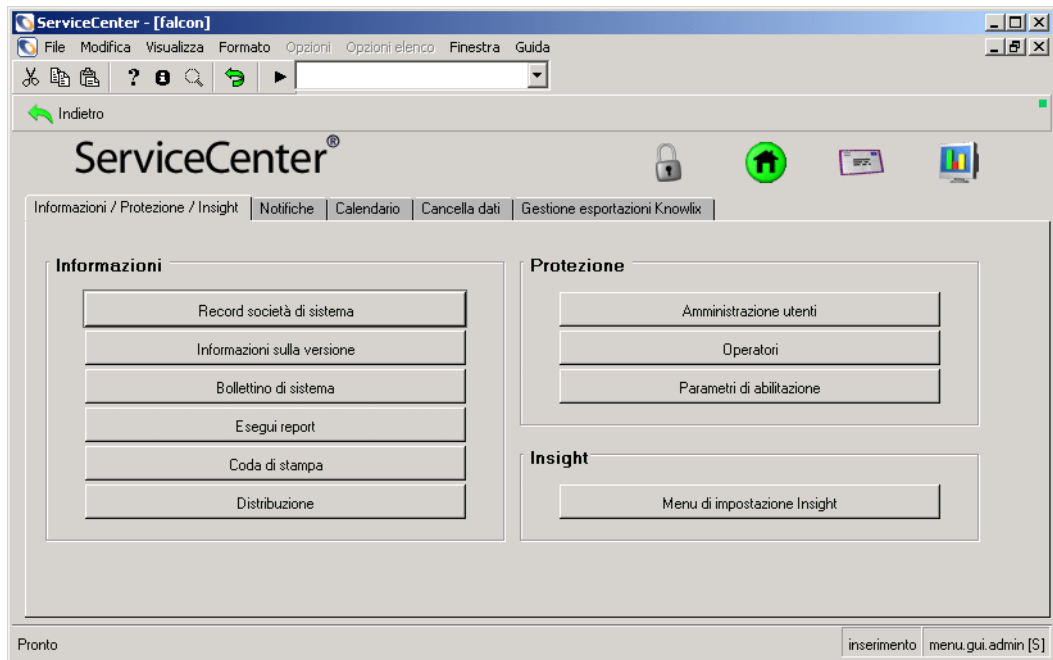 ServiceCenter - [falcon]
File Modifica Visualizza Formato Opzioni Opzioni elenco Finestra Guida
Indietro
ServiceCenter®
Informazioni / Protezione / Insight Notifiche Calendario Cancella dati Gestione esportazioni Knowlix
Informazioni
Record società di sistema
Informazioni sulla versione
Bollettino di sistema
Esegui report
Coda di stampa
Distribuzione
Protezione
Amministrazione utenti
Operatori
Parametri di abilitazione
Insight
Menu di impostazione Insight
Pronto inserimento menu.gui.admin [S]